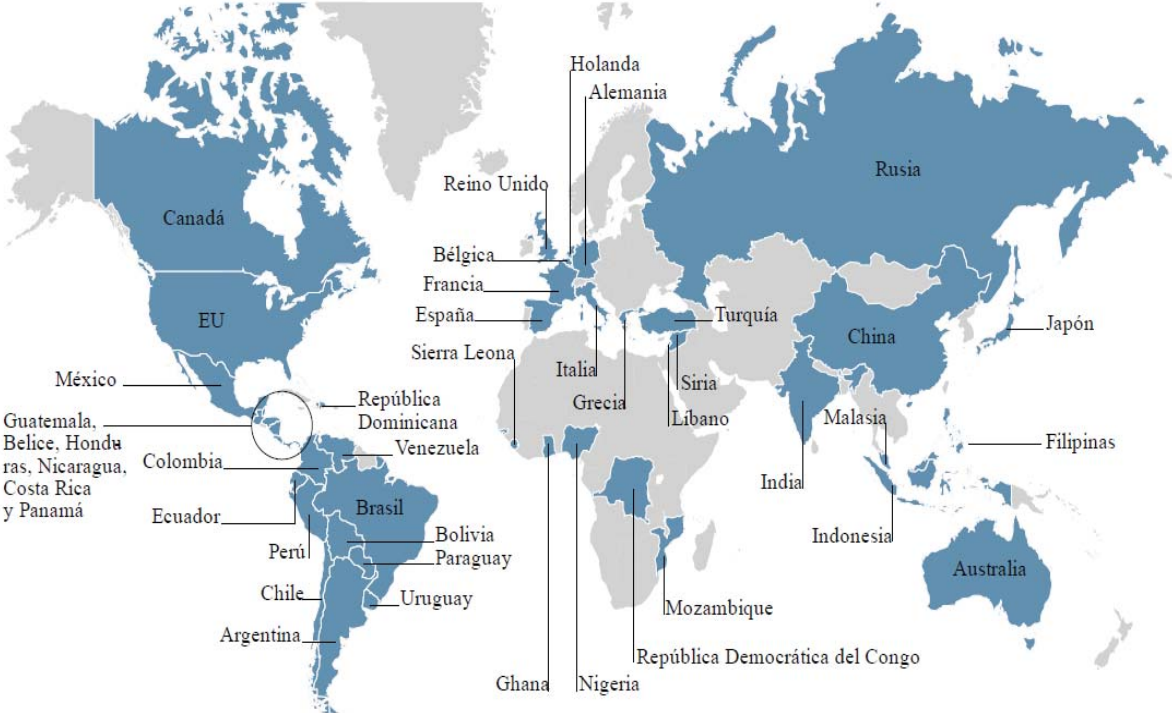 Holanda
Alemania
Reino Unido
Rusia
Canadá
Bélgica
Francia
España
Turquía
EU
China
Japón
Sierra Leona
Italia
Siria
México
Grecia
Líbano
República
Dominicana
Guatemala,
Belice, Hondu
ras, Nicaragua,
Costa Rica
y Panamá
Venezuela
Colombia
Malasia
Filipinas
India
Brasil
Ecuador
Bolivia
Indonesia
Perú
Paraguay
Australia
Chile
Uruguay
Mozambique
Argentina
República Democrática del Congo
Ghana
Nigeria